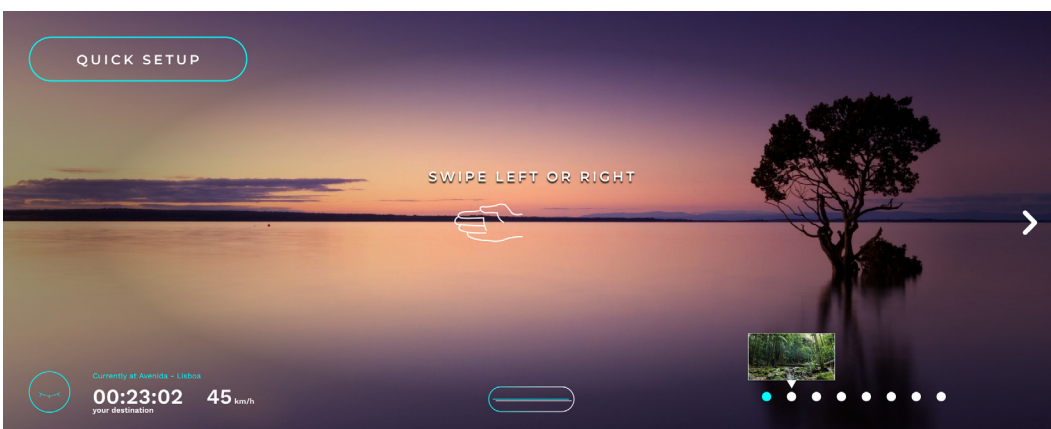 QUICK SETUP
SWIPE LEFT OR RIGHT
Currently at Avenida - Lisboa
00:23:02 45 km/h
your destination